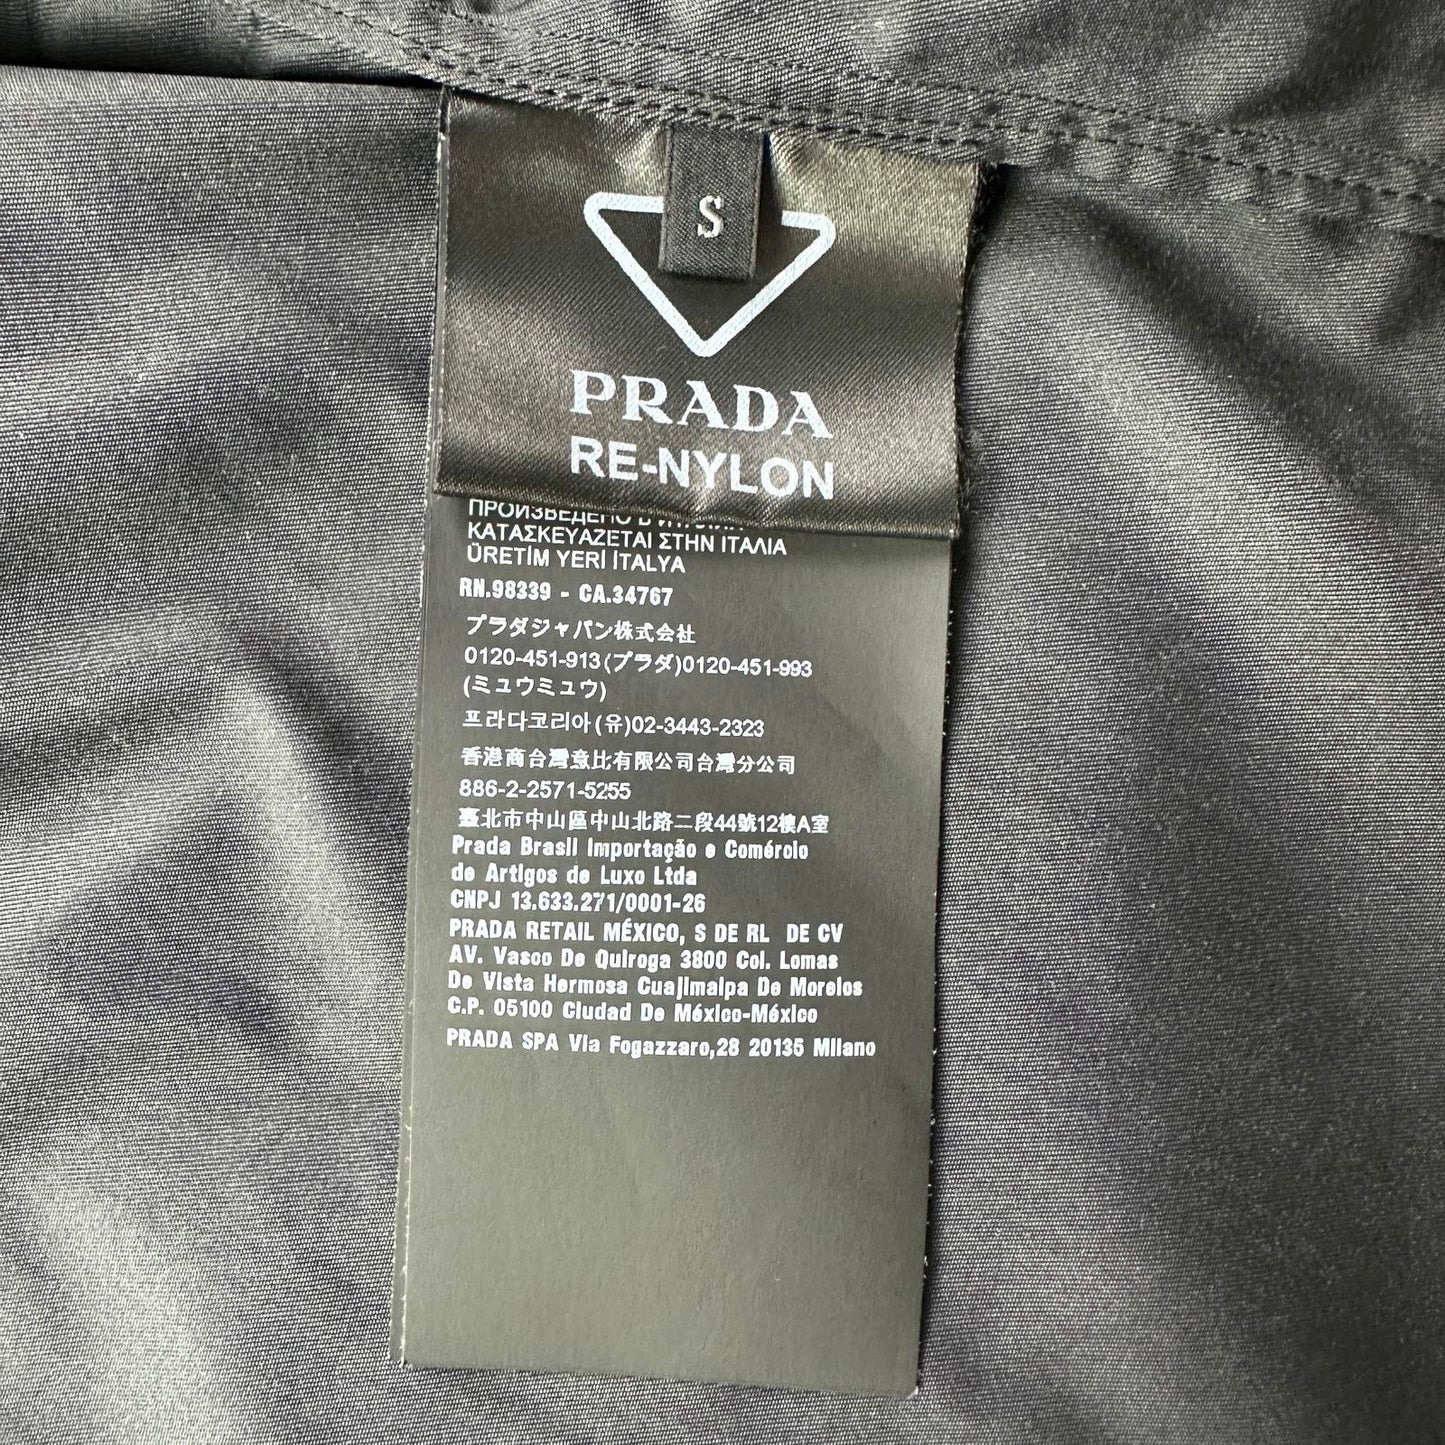 S
PRADA
RE-NYLON
ΚΑΤΑΣΚΕΥΑΖΕΤΑΙ ΣΤΗΝ ΙΤΑΛΙΑ
ÜRETİM YERİ İTALYA
RN.98339 - CA.34767
プラダジャパン株式会社
0120-451-913(プラダ)0120-451-993
(ミュウミュウ)
프라다코리아(유)02-3443-2323
香港商台灣意比有限公司台灣分公司
886-2-2571-5255
臺北市中山區中山北路二段44號12樓A室
Prada Brasil Importação e Comércio
de Artigos de Luxo Ltda
CNPJ 13.633.271/0001-26
PRADA RETAIL MÉXICO, S DE RL DE CV
AV. Vasco De Quiroga 3800 Col. Lomas
De Vista Hermosa Cuajimalpa De Morelos
C.P. 05100 Ciudad De México-México
PRADA SPA Via Fogazzaro,28 20135 Milano